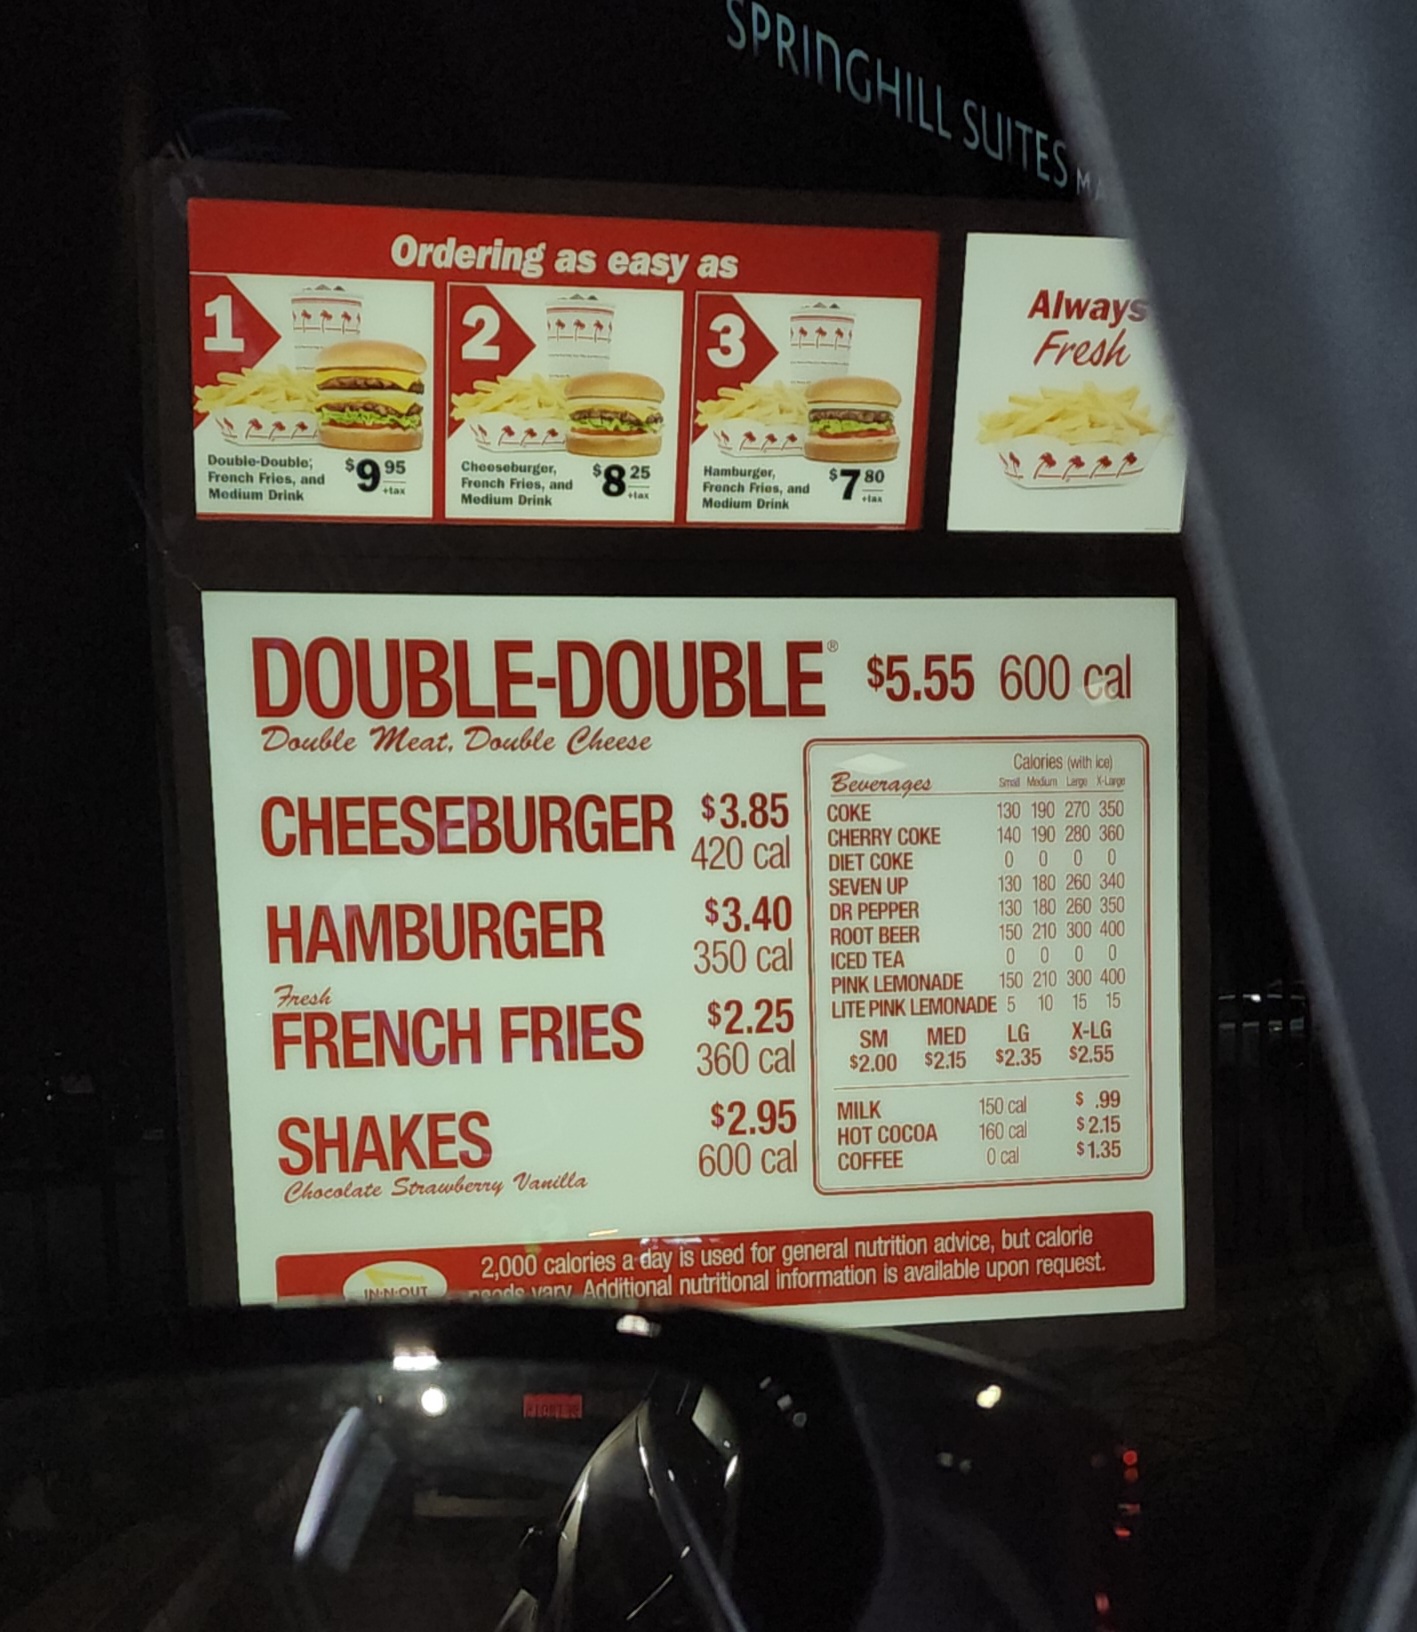 SPRINGHILL SUITES
Ordering as easy as
1
Double-Double,
French Fries, and
Medium Drink
$9 95
+tax
2
Cheeseburger,
French Fries, and
Medium Drink
$8 25
+tax
3
Hamburger,
French Fries, and
Medium Drink
$7 80
+tax
Always
Fresh
DOUBLE-DOUBLE® $5.55 600 cal
Double Meat, Double Cheese
CHEESEBURGER $3.85
420 cal
HAMBURGER $3.40
350 cal
Fresh
FRENCH FRIES $2.25
360 cal
SHAKES $2.95
600 cal
Chocolate Strawberry Vanilla
Calories (with ice)
Beverages Small Medium Large X-Large
COKE 130 190 270 350
CHERRY COKE 140 190 280 360
DIET COKE 0 0 0 0
SEVEN UP 130 180 260 340
DR PEPPER 130 180 260 350
ROOT BEER 150 210 300 400
ICED TEA 0 0 0 0
PINK LEMONADE 150 210 300 400
LITE PINK LEMONADE 5 10 15 15
SM MED LG X-LG
$2.00 $2.15 $2.35 $2.55
MILK 150 cal $ .99
HOT COCOA 160 cal $2.15
COFFEE 0 cal $1.35
2,000 calories a day is used for general nutrition advice, but calorie
needs vary. Additional nutritional information is available upon request.
IN-N-OUT